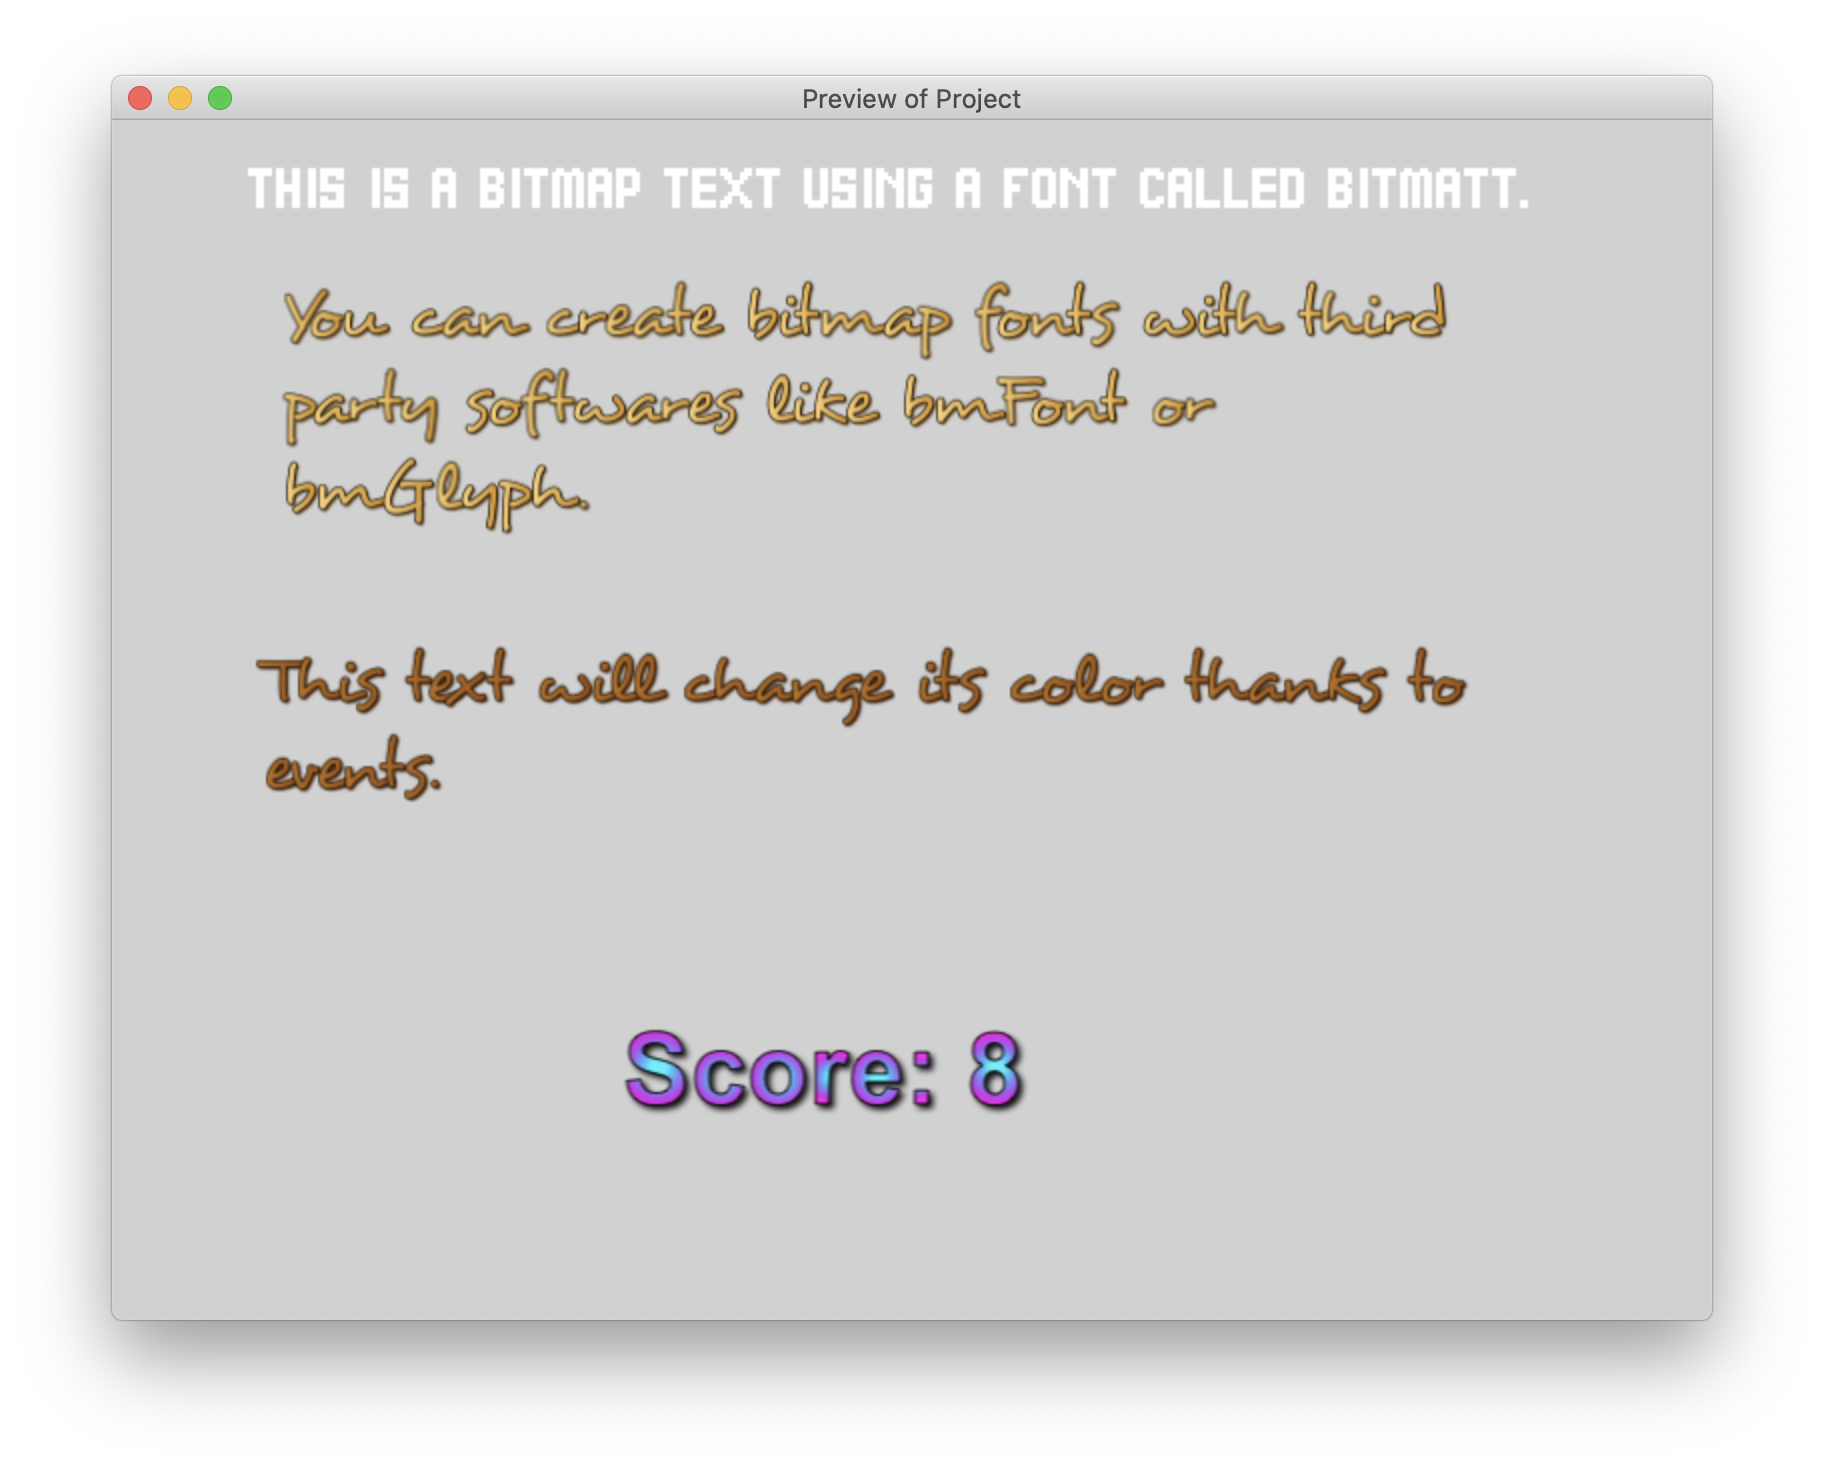 Preview of Project
THIS IS A BITMAP TEXT USING A FONT CALLED BITMATT.
You can create bitmap fonts with third
party softwares like bmFont or
bmGlyph.
This text will change its color thanks to
events.
Score: 8